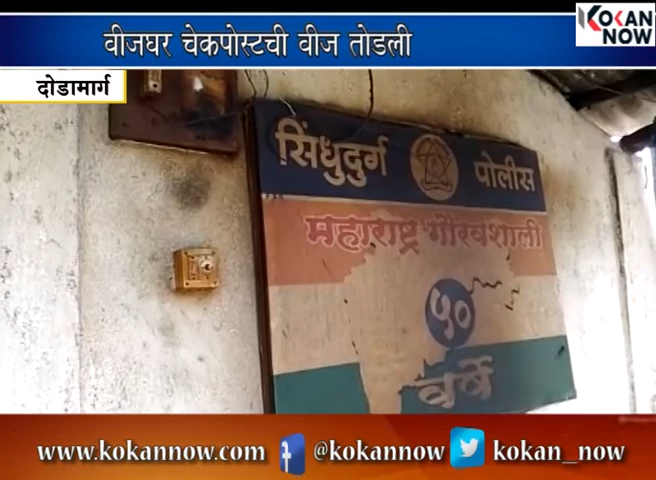 वीजघर चेकपोस्टची वीज तोडली
KOKAN
NOW
दोडामार्ग
सिंधुदुर्ग पोलीस
महाराष्ट्र गौरवशाली
५०
वर्षे
www.kokannow.com @kokannow kokan_now